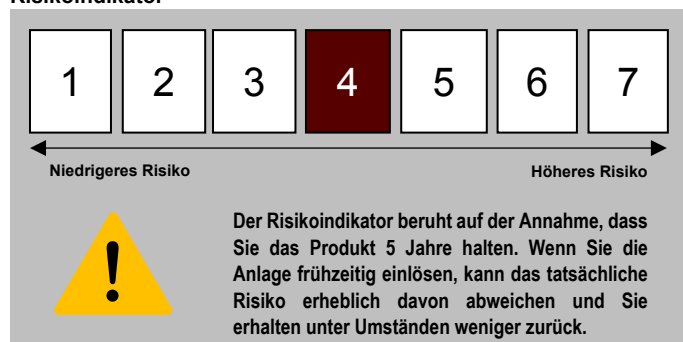 Risikoindikator
1 2 3 4 5 6 7
Niedrigeres Risiko Höheres Risiko
Der Risikoindikator beruht auf der Annahme, dass
Sie das Produkt 5 Jahre halten. Wenn Sie die
Anlage frühzeitig einlösen, kann das tatsächliche
Risiko erheblich davon abweichen und Sie
erhalten unter Umständen weniger zurück.